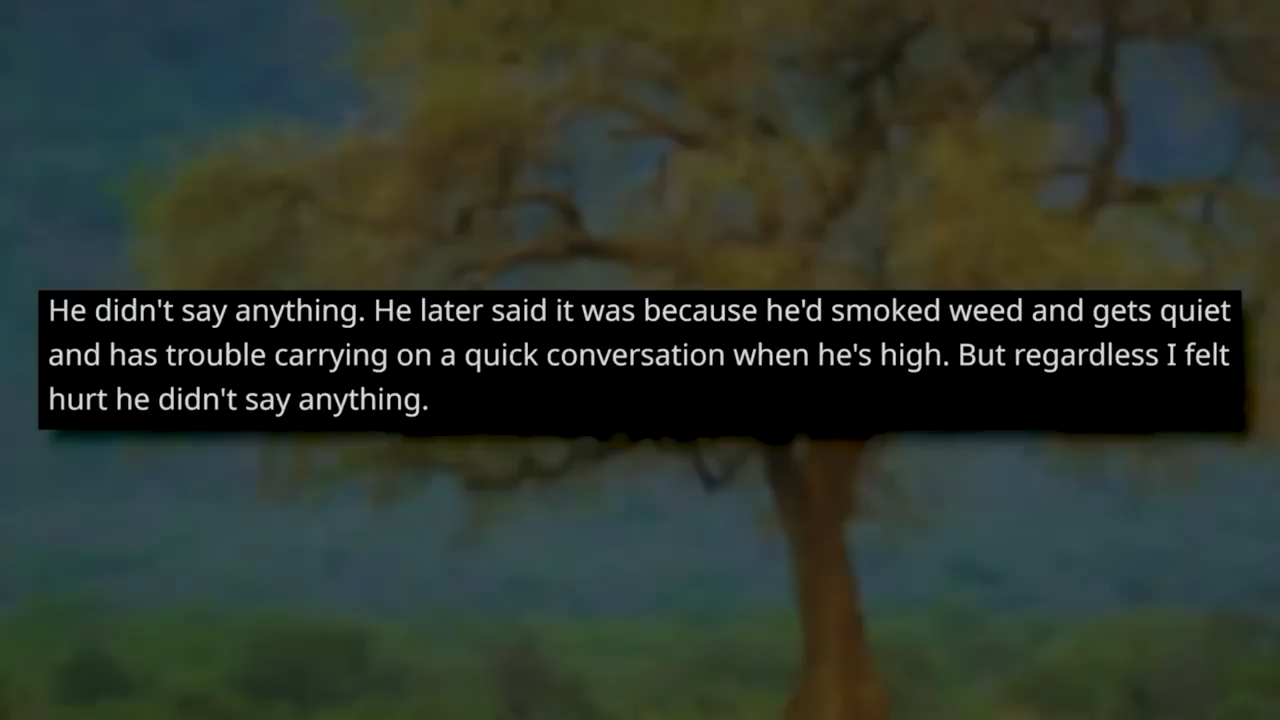 He didn't say anything. He later said it was because he'd smoked weed and gets quiet
and has trouble carrying on a quick conversation when he's high. But regardless I felt
hurt he didn't say anything.